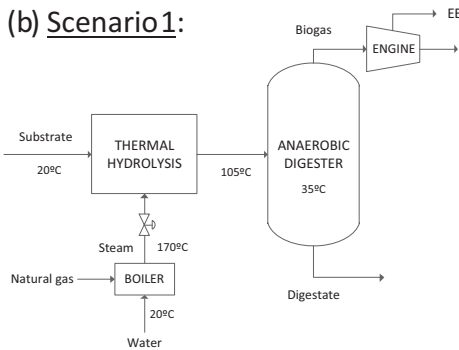 (b) Scenario1:
EE
Biogas
ENGINE
Substrate
20ºC
THERMAL
HYDROLYSIS
105ºC
ANAEROBIC
DIGESTER
35ºC
Steam
170ºC
Natural gas
BOILER
20ºC
Water
Digestate